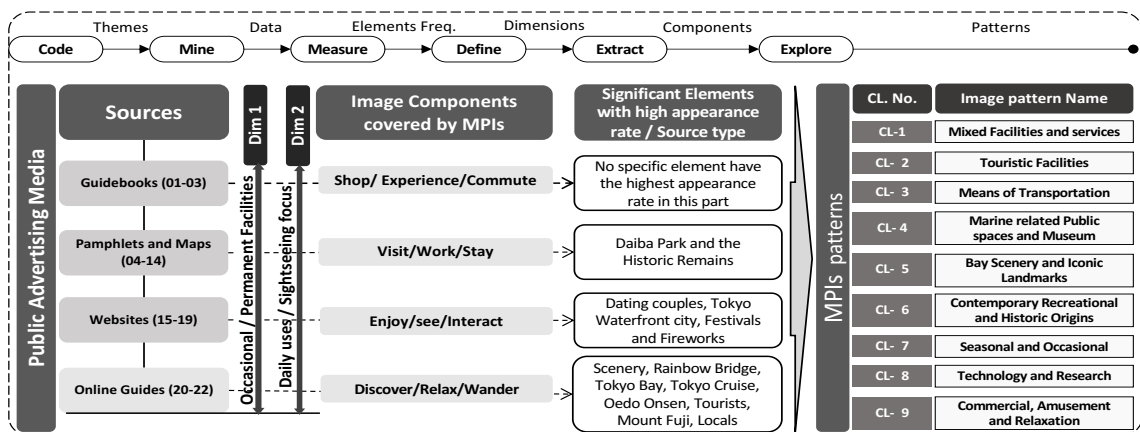 Themes
Data
Elements Freq.
Dimensions
Components
Patterns
Code
Mine
Measure
Define
Extract
Explore
Public Advertising Media
Sources
Guidebooks (01-03)
Pamphlets and Maps
(04-14)
Websites (15-19)
Online Guides (20-22)
Dim 1
Occasional / Permanent Facilities
Dim 2
Daily uses/ Sightseeing focus
Image Components
covered by MPIs
Shop/ Experience/Commute
Visit/Work/Stay
Enjoy/see/Interact
Discover/Relax/Wander
Significant Elements
with high appearance
rate / Source type
No specific element have
the highest appearance
rate in this part
Daiba Park and the
Historic Remains
Dating couples, Tokyo
Waterfront city, Festivals
and Fireworks
Scenery, Rainbow Bridge,
Tokyo Bay, Tokyo Cruise,
Oedo Onsen, Tourists,
Mount Fuji, Locals
MPIs patterns
CL. No.
Image pattern Name
CL-1
Mixed Facilities and services
CL- 2
Touristic Facilities
CL- 3
Means of Transportation
CL- 4
Marine related Public
spaces and Museum
CL- 5
Bay Scenery and Iconic
Landmarks
CL- 6
Contemporary Recreational
and Historic Origins
CL- 7
Seasonal and Occasional
CL- 8
Technology and Research
CL- 9
Commercial, Amusement
and Relaxation